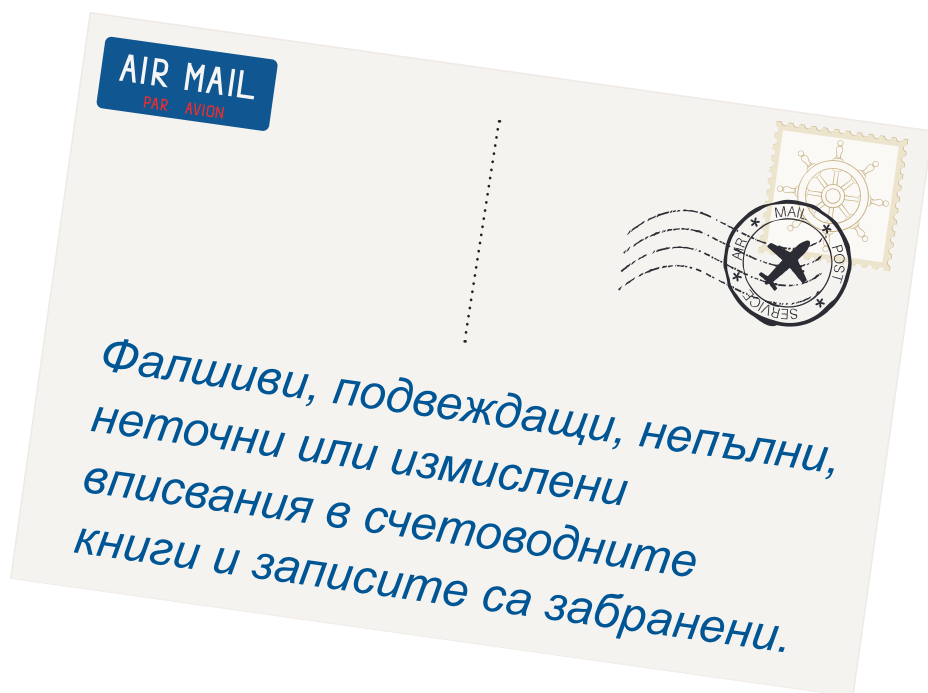 AIR MAIL
PAR AVION
AIR MAIL POST SERVICE
Фалшиви, подвеждащи, непълни,
неточни или измислени
вписвания в счетоводните
книги и записите са забранени.